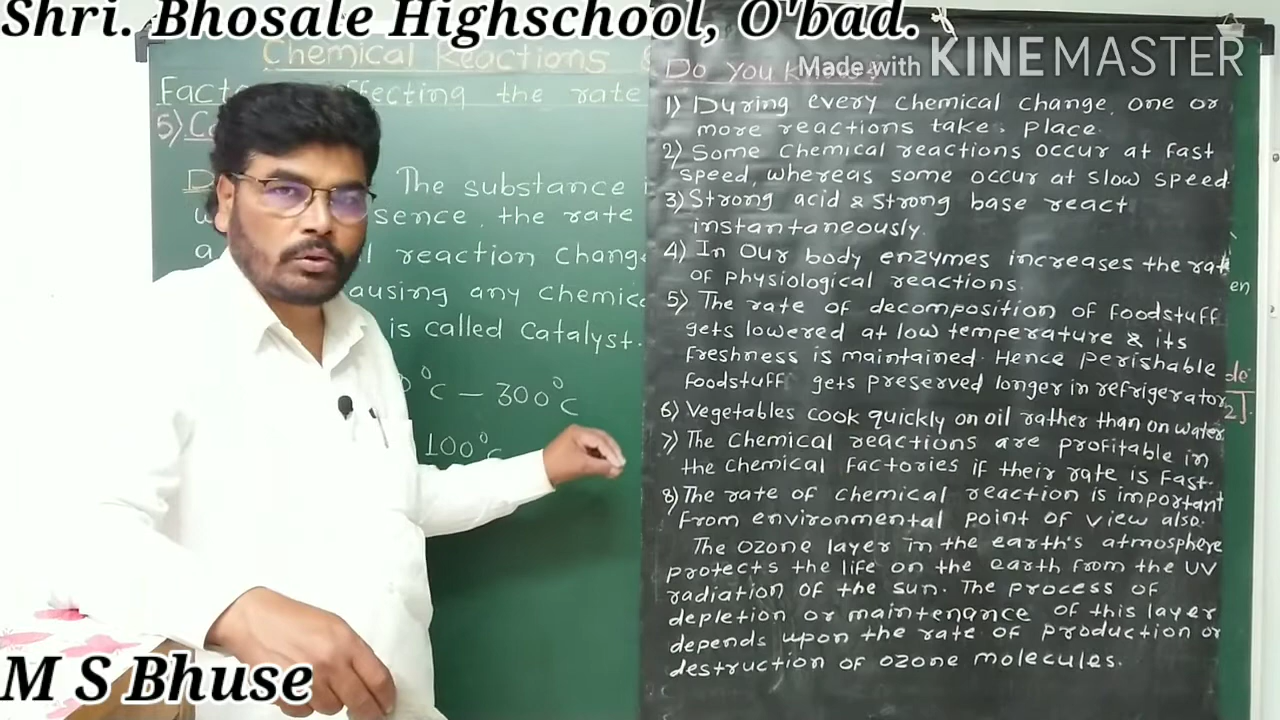 Shri. Bhosale Highschool, O'bad.
Made with KINEMASTER
Chemical Reactions
ffecting the rate
5)
The substance
sence, the rate
reaction Chang
ausing any Chemic
is called Catalyst.
°C – 300°C
100°C
Do You Know
1) During every Chemical Change, one or
more reactions take, place.
2) Some Chemical reactions occur at fast
speed, whereas some occur at slow speed.
3) Strong acid & Strong base react
instantaneously.
4) In Our body enzymes increases the rate
of physiological reactions.
5) The rate of decomposition of foodstuff
gets lowered at low temperature & its
freshness is maintained. Hence perishable
foodstuff gets preserved longer in refrigerator
6) Vegetables cook quickly on oil rather than on water
7) The Chemical reactions are profitable in
the Chemical Factories if their rate is Fast.
8) The rate of chemical reaction is important
From environmental point of view also.
The ozone layer in the earth's atmosphere
protects the life on the earth from the UV
radiation of the sun. The process of
depletion or maintenance of this layer
depends upon the rate of production or
destruction of ozone molecules.
en
de
2].
M S Bhuse